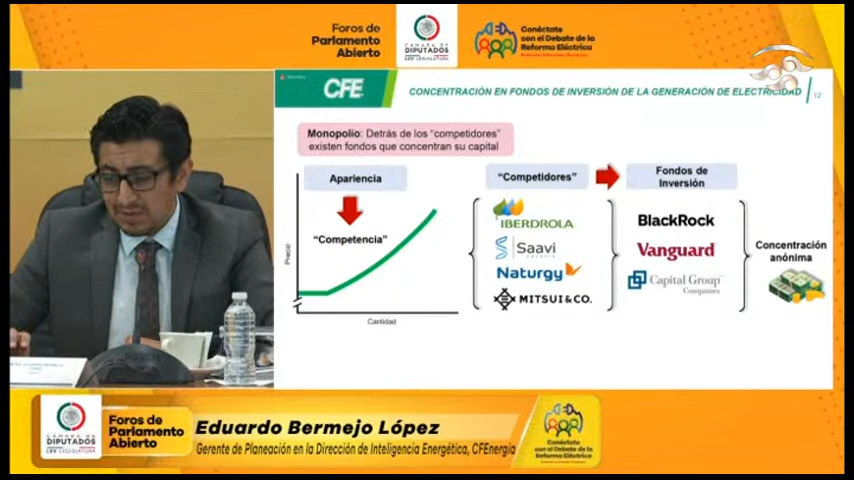 Foros de
Parlamento
Abierto
CÁMARA DE
DIPUTADOS
LXV LEGISLATURA
Conéctate
con el Debate de la
Reforma Eléctrica
CFE
CONCENTRACIÓN EN FONDOS DE INVERSIÓN DE LA GENERACIÓN DE ELECTRICIDAD
12
Monopolio: Detrás de los "competidores"
existen fondos que concentran su capital
Apariencia
"Competencia"
Precio
Cantidad
"Competidores"
IBERDROLA
Saavi
ENERGÍA
Naturgy
MITSUI & CO.
Fondos de
Inversión
BlackRock
Vanguard
Capital Group
Companies
Concentración
anónima
CÁMARA DE
DIPUTADOS
LXV LEGISLATURA
Foros de
Parlamento
Abierto
Eduardo Bermejo López
Gerente de Planeación en la Dirección de Inteligencia Energética, CFEnergía
Conéctate
con el Debate de la
Reforma Eléctrica